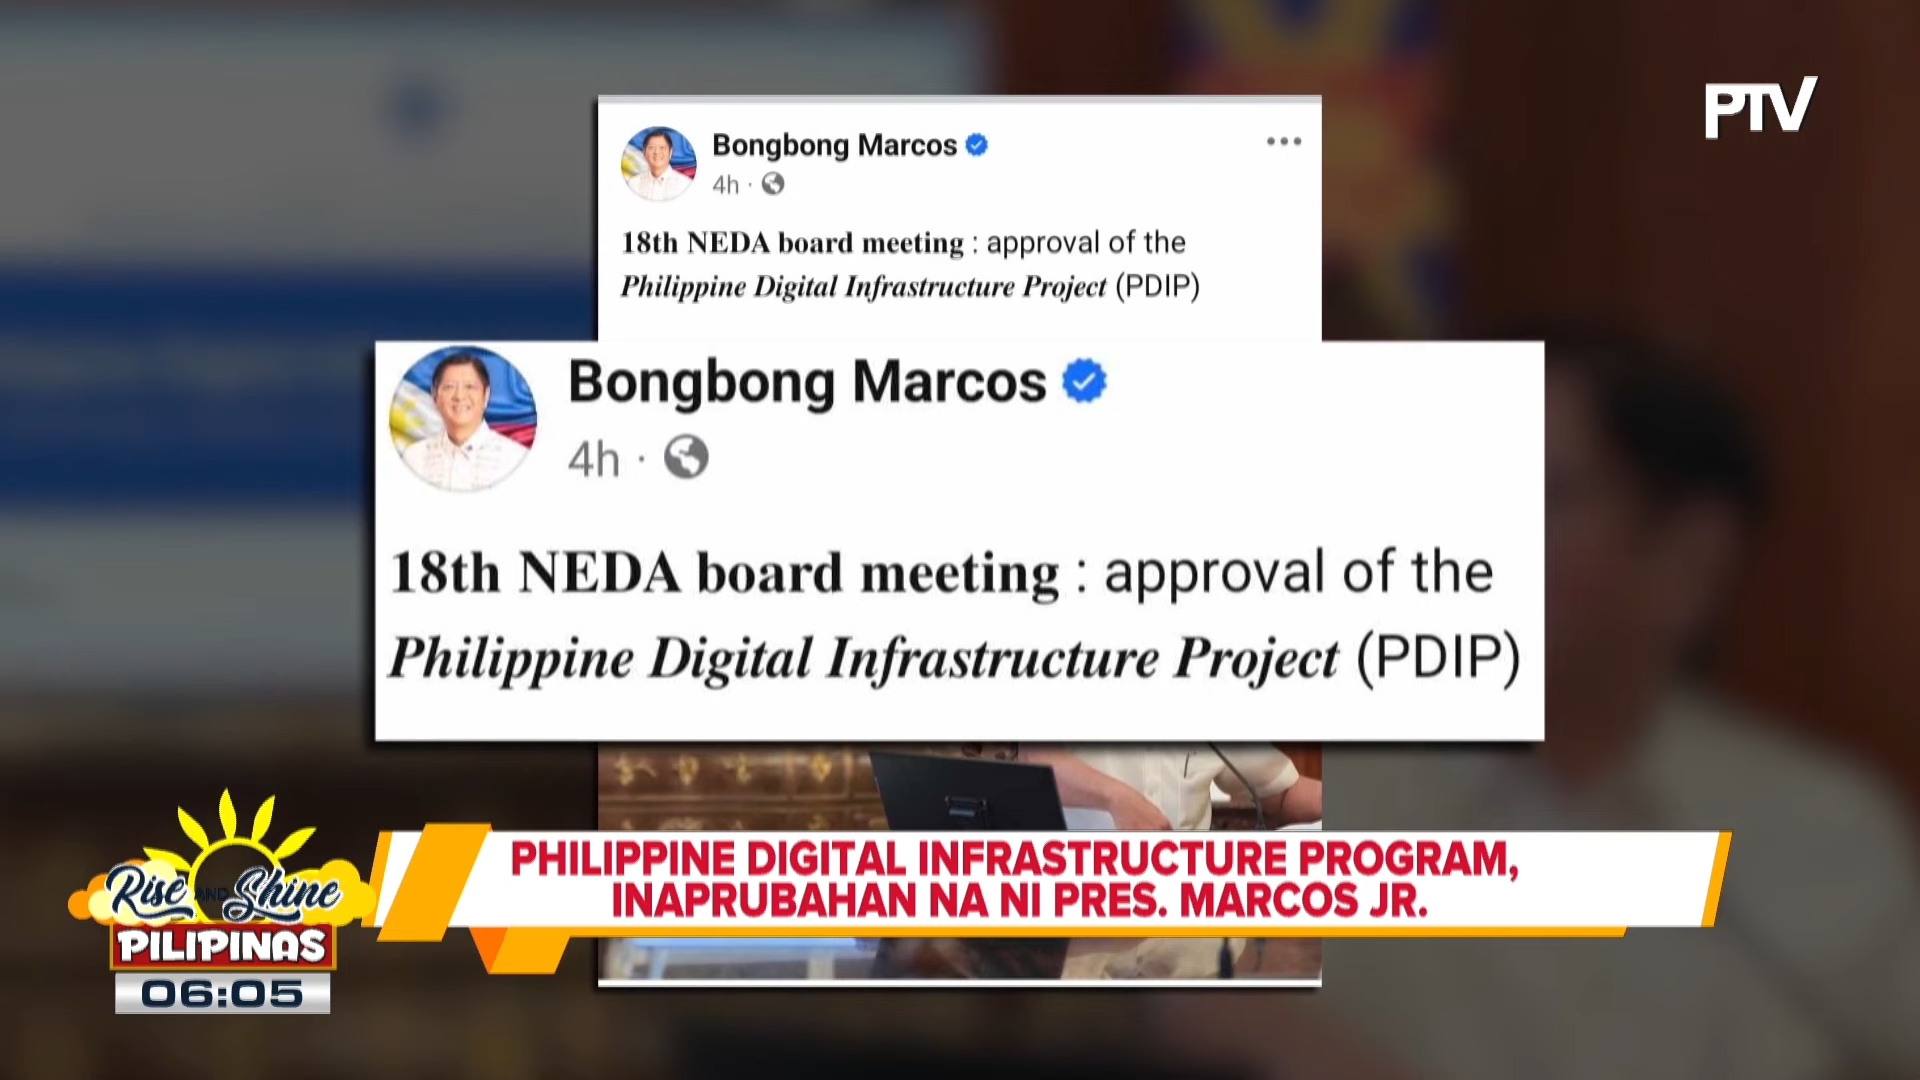 PTV
Bongbong Marcos
4h ·
18th NEDA board meeting : approval of the
Philippine Digital Infrastructure Project (PDIP)
Bongbong Marcos
4h ·
18th NEDA board meeting : approval of the
Philippine Digital Infrastructure Project (PDIP)
PHILIPPINE DIGITAL INFRASTRUCTURE PROGRAM,
INAPRUBAHAN NA NI PRES. MARCOS JR.
Rise AND Shine
PILIPINAS
06:05